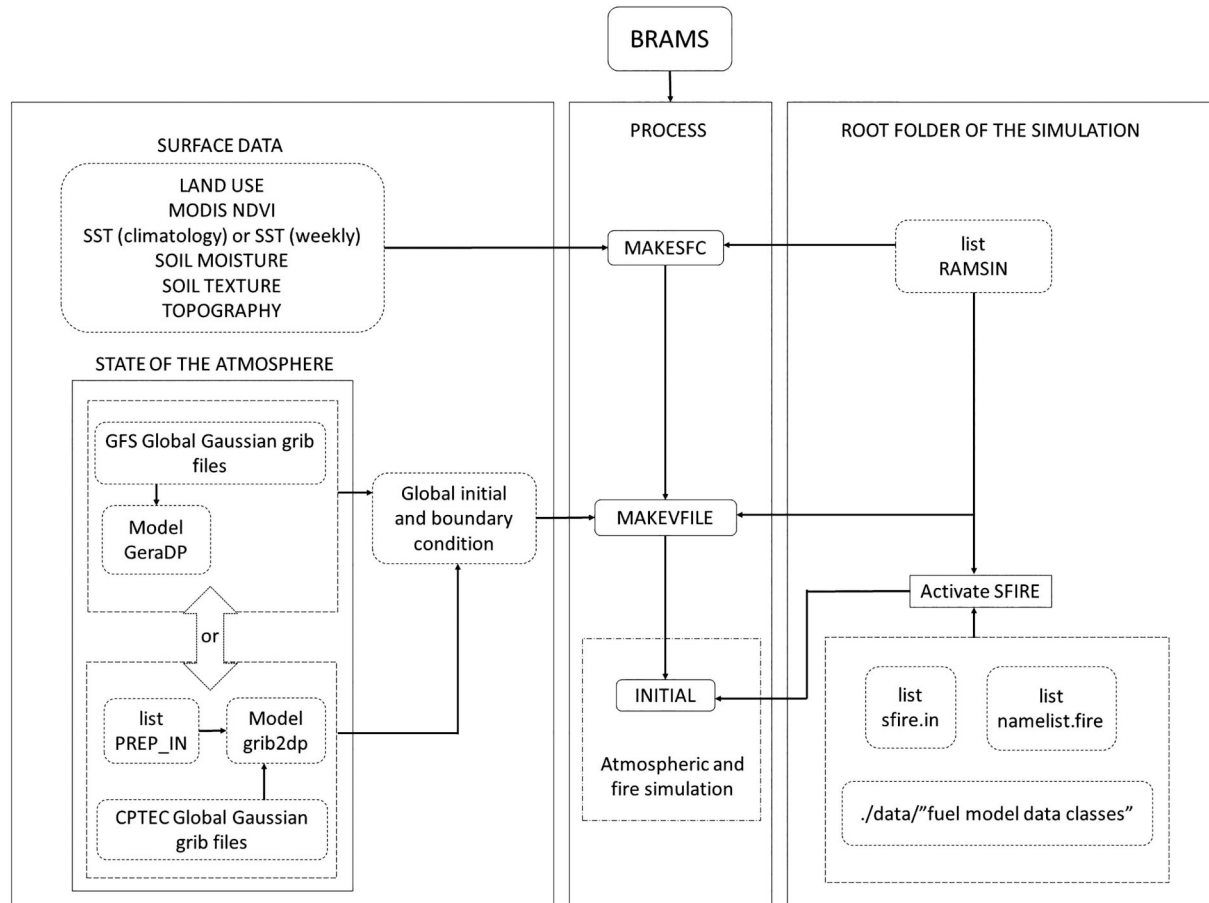 BRAMS
SURFACE DATA
LAND USE
MODIS NDVI
SST (climatology) or SST (weekly)
SOIL MOISTURE
SOIL TEXTURE
TOPOGRAPHY
STATE OF THE ATMOSPHERE
GFS Global Gaussian grib
files
Model
GeraDP
or
list
PREP_IN
Model
grib2dp
CPTEC Global Gaussian
grib files
Global initial
and boundary
condition
PROCESS
MAKESFC
MAKEVFILE
INITIAL
Atmospheric and
fire simulation
ROOT FOLDER OF THE SIMULATION
list
RAMSIN
Activate SFIRE
list
sfire.in
list
namelist.fire
./data/”fuel model data classes”